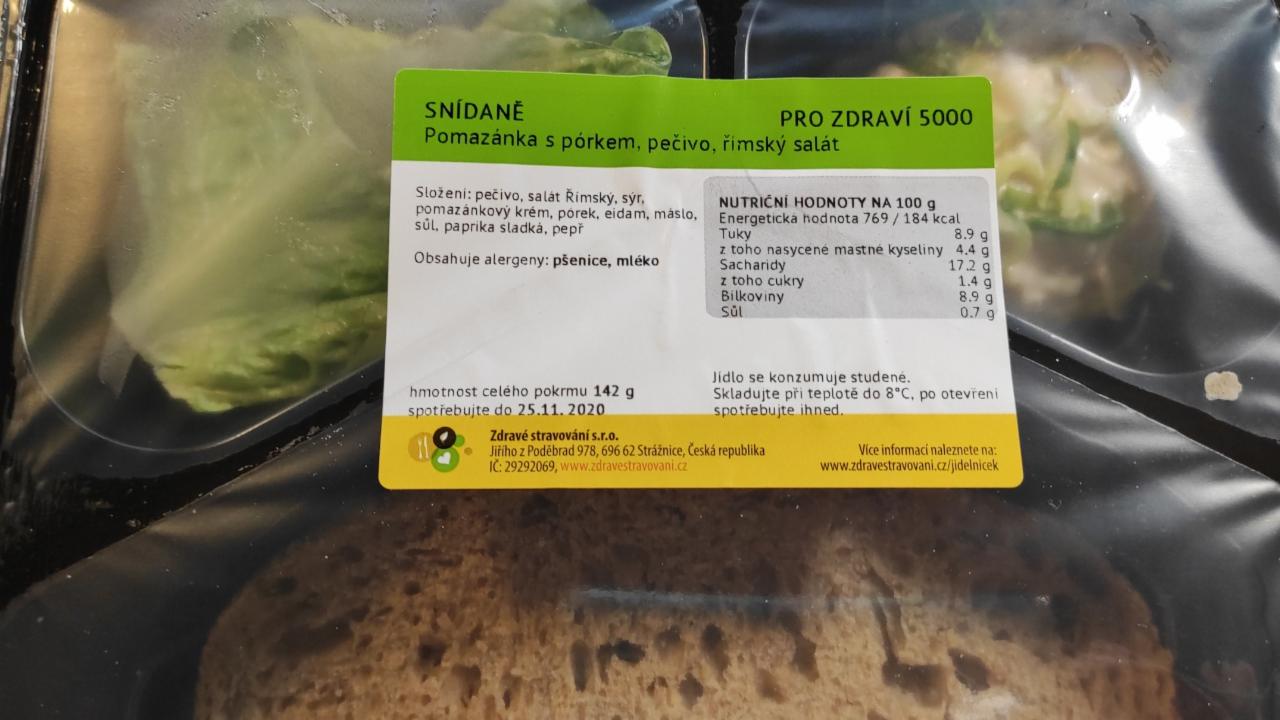 SNÍDANĚ
PRO ZDRAVÍ 5000
Pomazánka s pórkem, pečivo, římský salát
Složení: pečivo, salát Římský, sýr,
pomazánkový krém, pórek, eidam, máslo,
sůl, paprika sladká, pepř
Obsahuje alergeny: pšenice, mléko
NUTRIČNÍ HODNOTY NA 100 g
Energetická hodnota 769 / 184 kcal
Tuky 8.9 g
z toho nasycené mastné kyseliny 4.4 g
Sacharidy 17.2 g
z toho cukry 1.4 g
Bílkoviny 8.9 g
Sůl 0.7 g
hmotnost celého pokrmu 142 g
spotřebujte do 25.11. 2020
Jídlo se konzumuje studené.
Skladujte při teplotě do 8°C, po otevření
spotřebujte ihned.
Zdravé stravování s.r.o.
Jiřího z Poděbrad 978, 696 62 Strážnice, Česká republika
IČ: 29292069, www.zdravestravovani.cz
Více informací naleznete na:
www.zdravestravovani.cz/jidelnicek